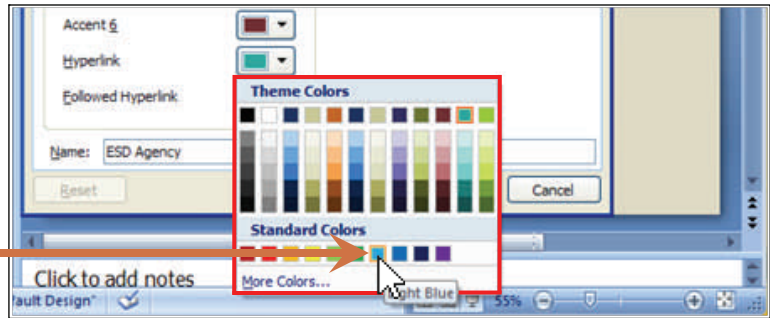 Accent 6
Hyperlink
Followed Hyperlink
Theme Colors
Name: ESD Agency
Reset
Cancel
Standard Colors
More Colors...
Click to add notes
ault Design"
55%